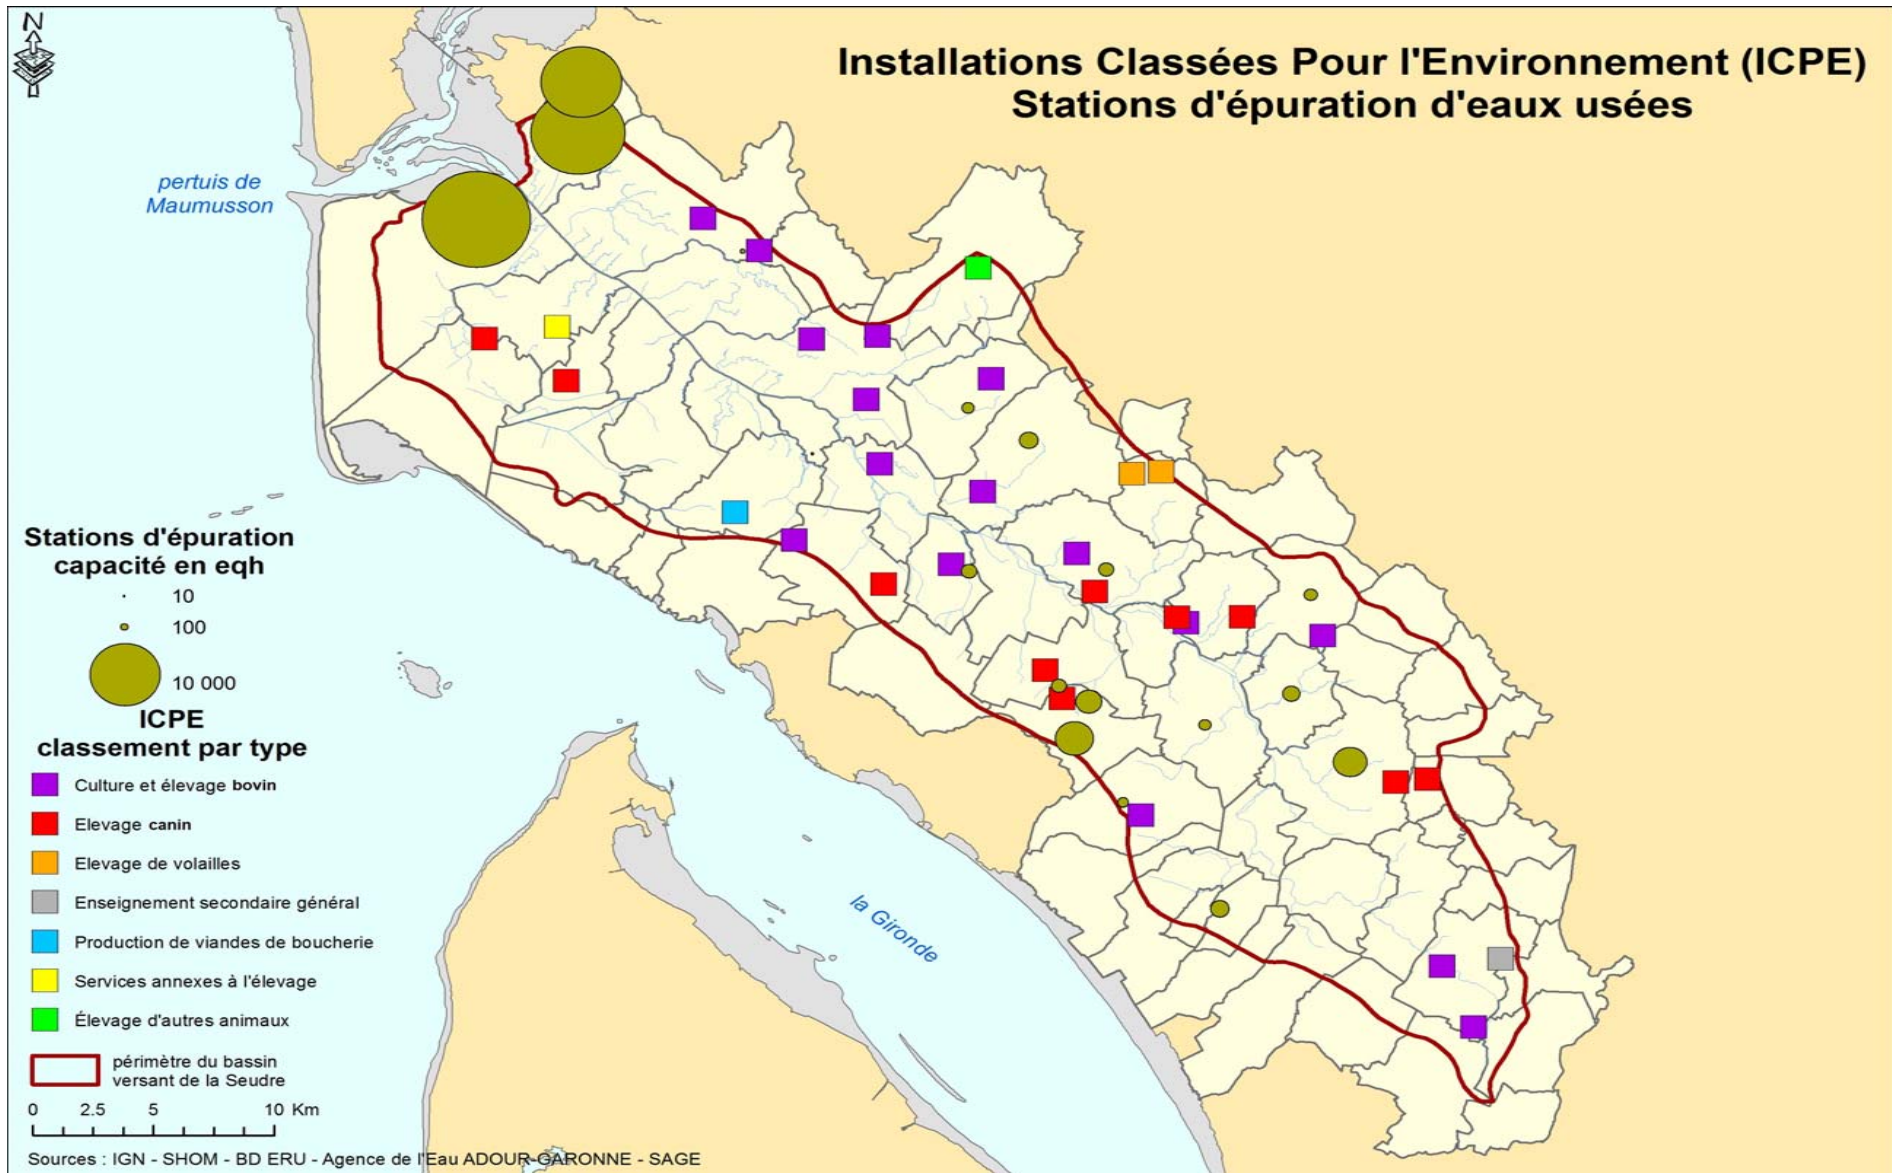 N
Installations Classées Pour l'Environnement (ICPE)
Stations d'épuration d'eaux usées
pertuis de
Maumusson
la Gironde
Stations d'épuration
capacité en eqh
10
100
10 000
ICPE
classement par type
Culture et élevage bovin
Elevage canin
Elevage de volailles
Enseignement secondaire général
Production de viandes de boucherie
Services annexes à l'élevage
Élevage d'autres animaux
périmètre du bassin
versant de la Seudre
0 2.5 5 10 Km
Sources : IGN - SHOM - BD ERU - Agence de l'Eau ADOUR-GARONNE - SAGE